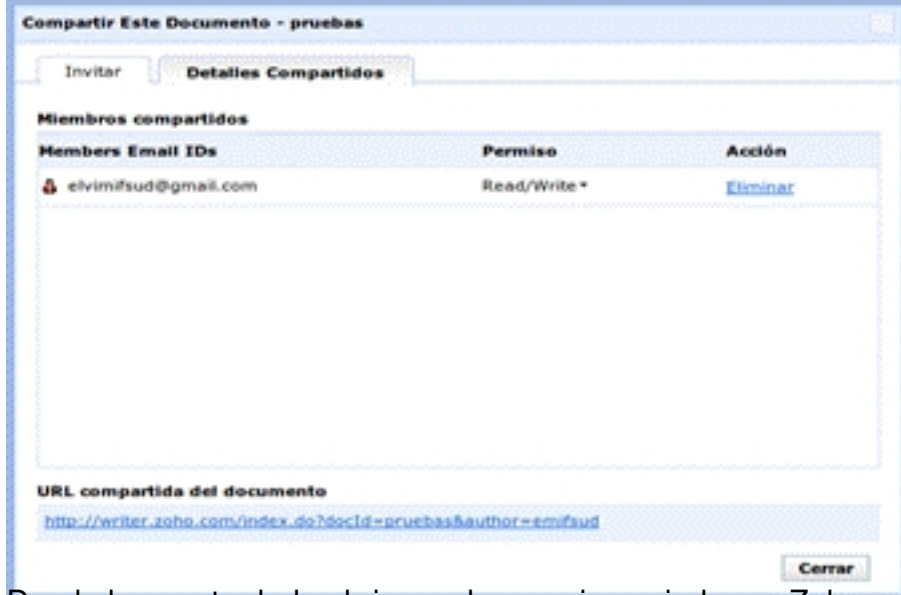 Compartir Este Documento - pruebas
Invitar Detalles Compartidos
Miembros compartidos
Members Email IDs Permiso Acción
elvimifsud@gmail.com Read/Write Eliminar
URL compartida del documento
http://writer.zoho.com/index.do?docId=pruebas&author=emifsud
Cerrar